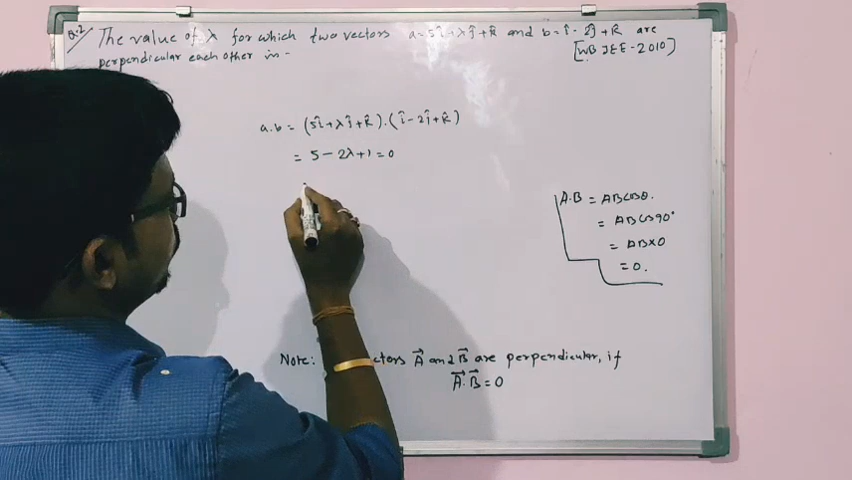 Q.2 The value of λ for which two vectors a = 5î + λĵ + k̂ and b = î - 2ĵ + k̂ are
perpendicular each other in -
[WB JEE - 2010]
a.b = (5î + λĵ + k̂).(î - 2ĵ + k̂)
= 5 - 2λ + 1 = 0
A.B = ABCosθ.
= ABCos90°
= AB×0
= 0.
Note: ctors A⃗ and B⃗ are perpendicular, if
A⃗.B⃗ = 0